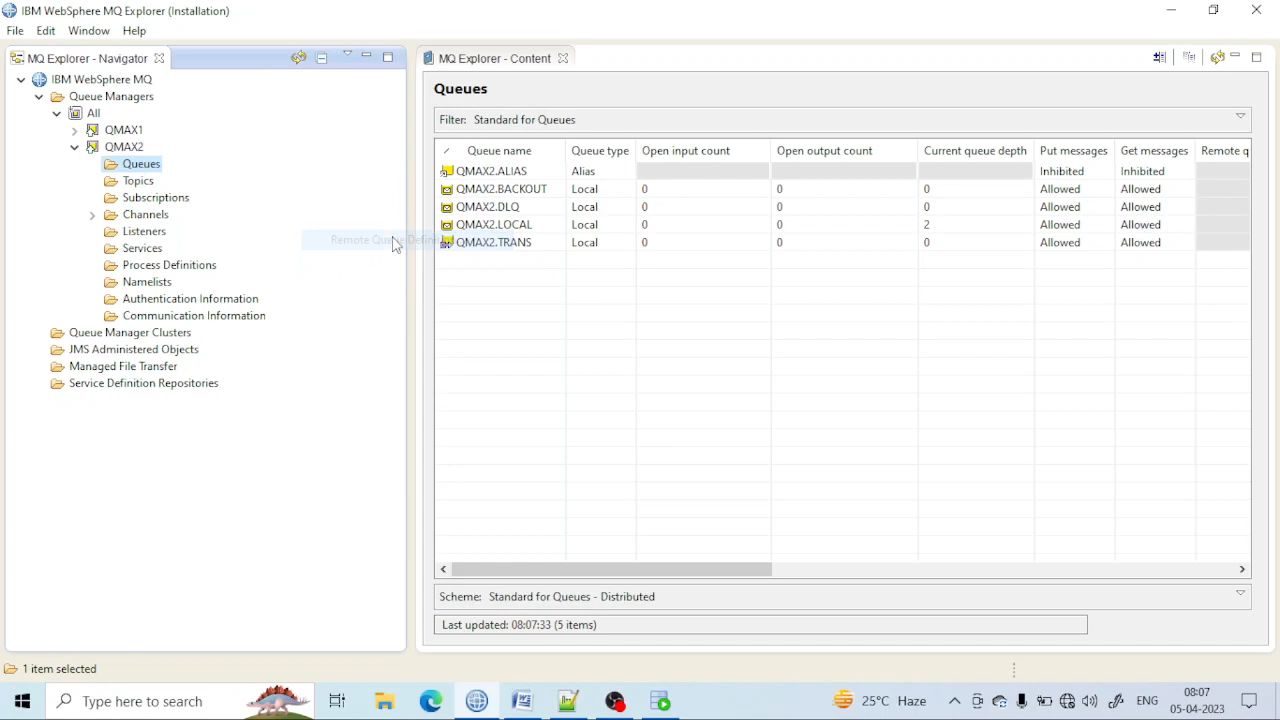 IBM WebSphere MQ Explorer (Installation)
File Edit Window Help
MQ Explorer - Navigator
IBM WebSphere MQ
Queue Managers
All
QMAX1
QMAX2
Queues
Topics
Subscriptions
Channels
Listeners
Services
Process Definitions
Namelists
Authentication Information
Communication Information
Queue Manager Clusters
JMS Administered Objects
Managed File Transfer
Service Definition Repositories
Remote Queue Definiti
MQ Explorer - Content
Queues
Filter: Standard for Queues
Queue name Queue type Open input count Open output count Current queue depth Put messages Get messages Remote q
QMAX2.ALIAS Alias Inhibited Inhibited
QMAX2.BACKOUT Local 0 0 0 Allowed Allowed
QMAX2.DLQ Local 0 0 0 Allowed Allowed
QMAX2.LOCAL Local 0 0 2 Allowed Allowed
QMAX2.TRANS Local 0 0 0 Allowed Allowed
Scheme: Standard for Queues - Distributed
Last updated: 08:07:33 (5 items)
1 item selected
Type here to search
25°C Haze
ENG
08:07
05-04-2023